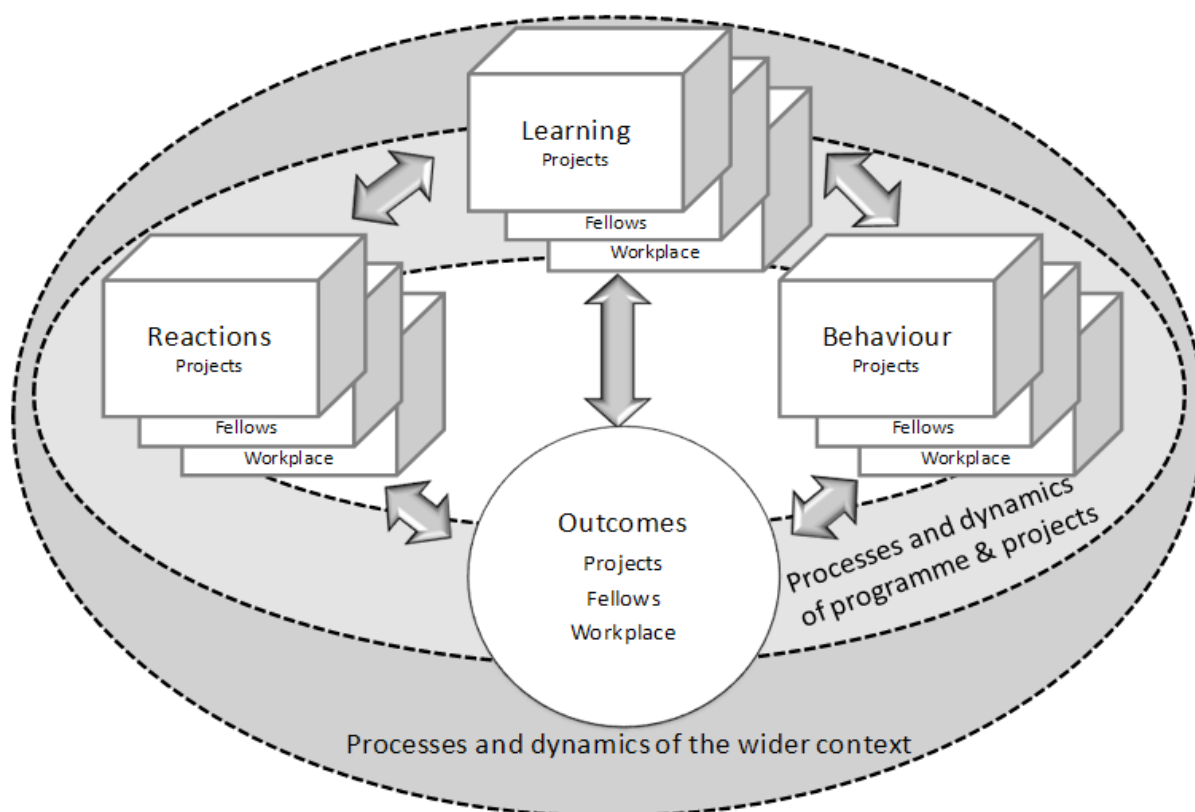 Learning
Projects
Fellows
Workplace
Reactions
Projects
Fellows
Workplace
Behaviour
Projects
Fellows
Workplace
Outcomes
Projects
Fellows
Workplace
Processes and dynamics
of programme & projects
Processes and dynamics of the wider context